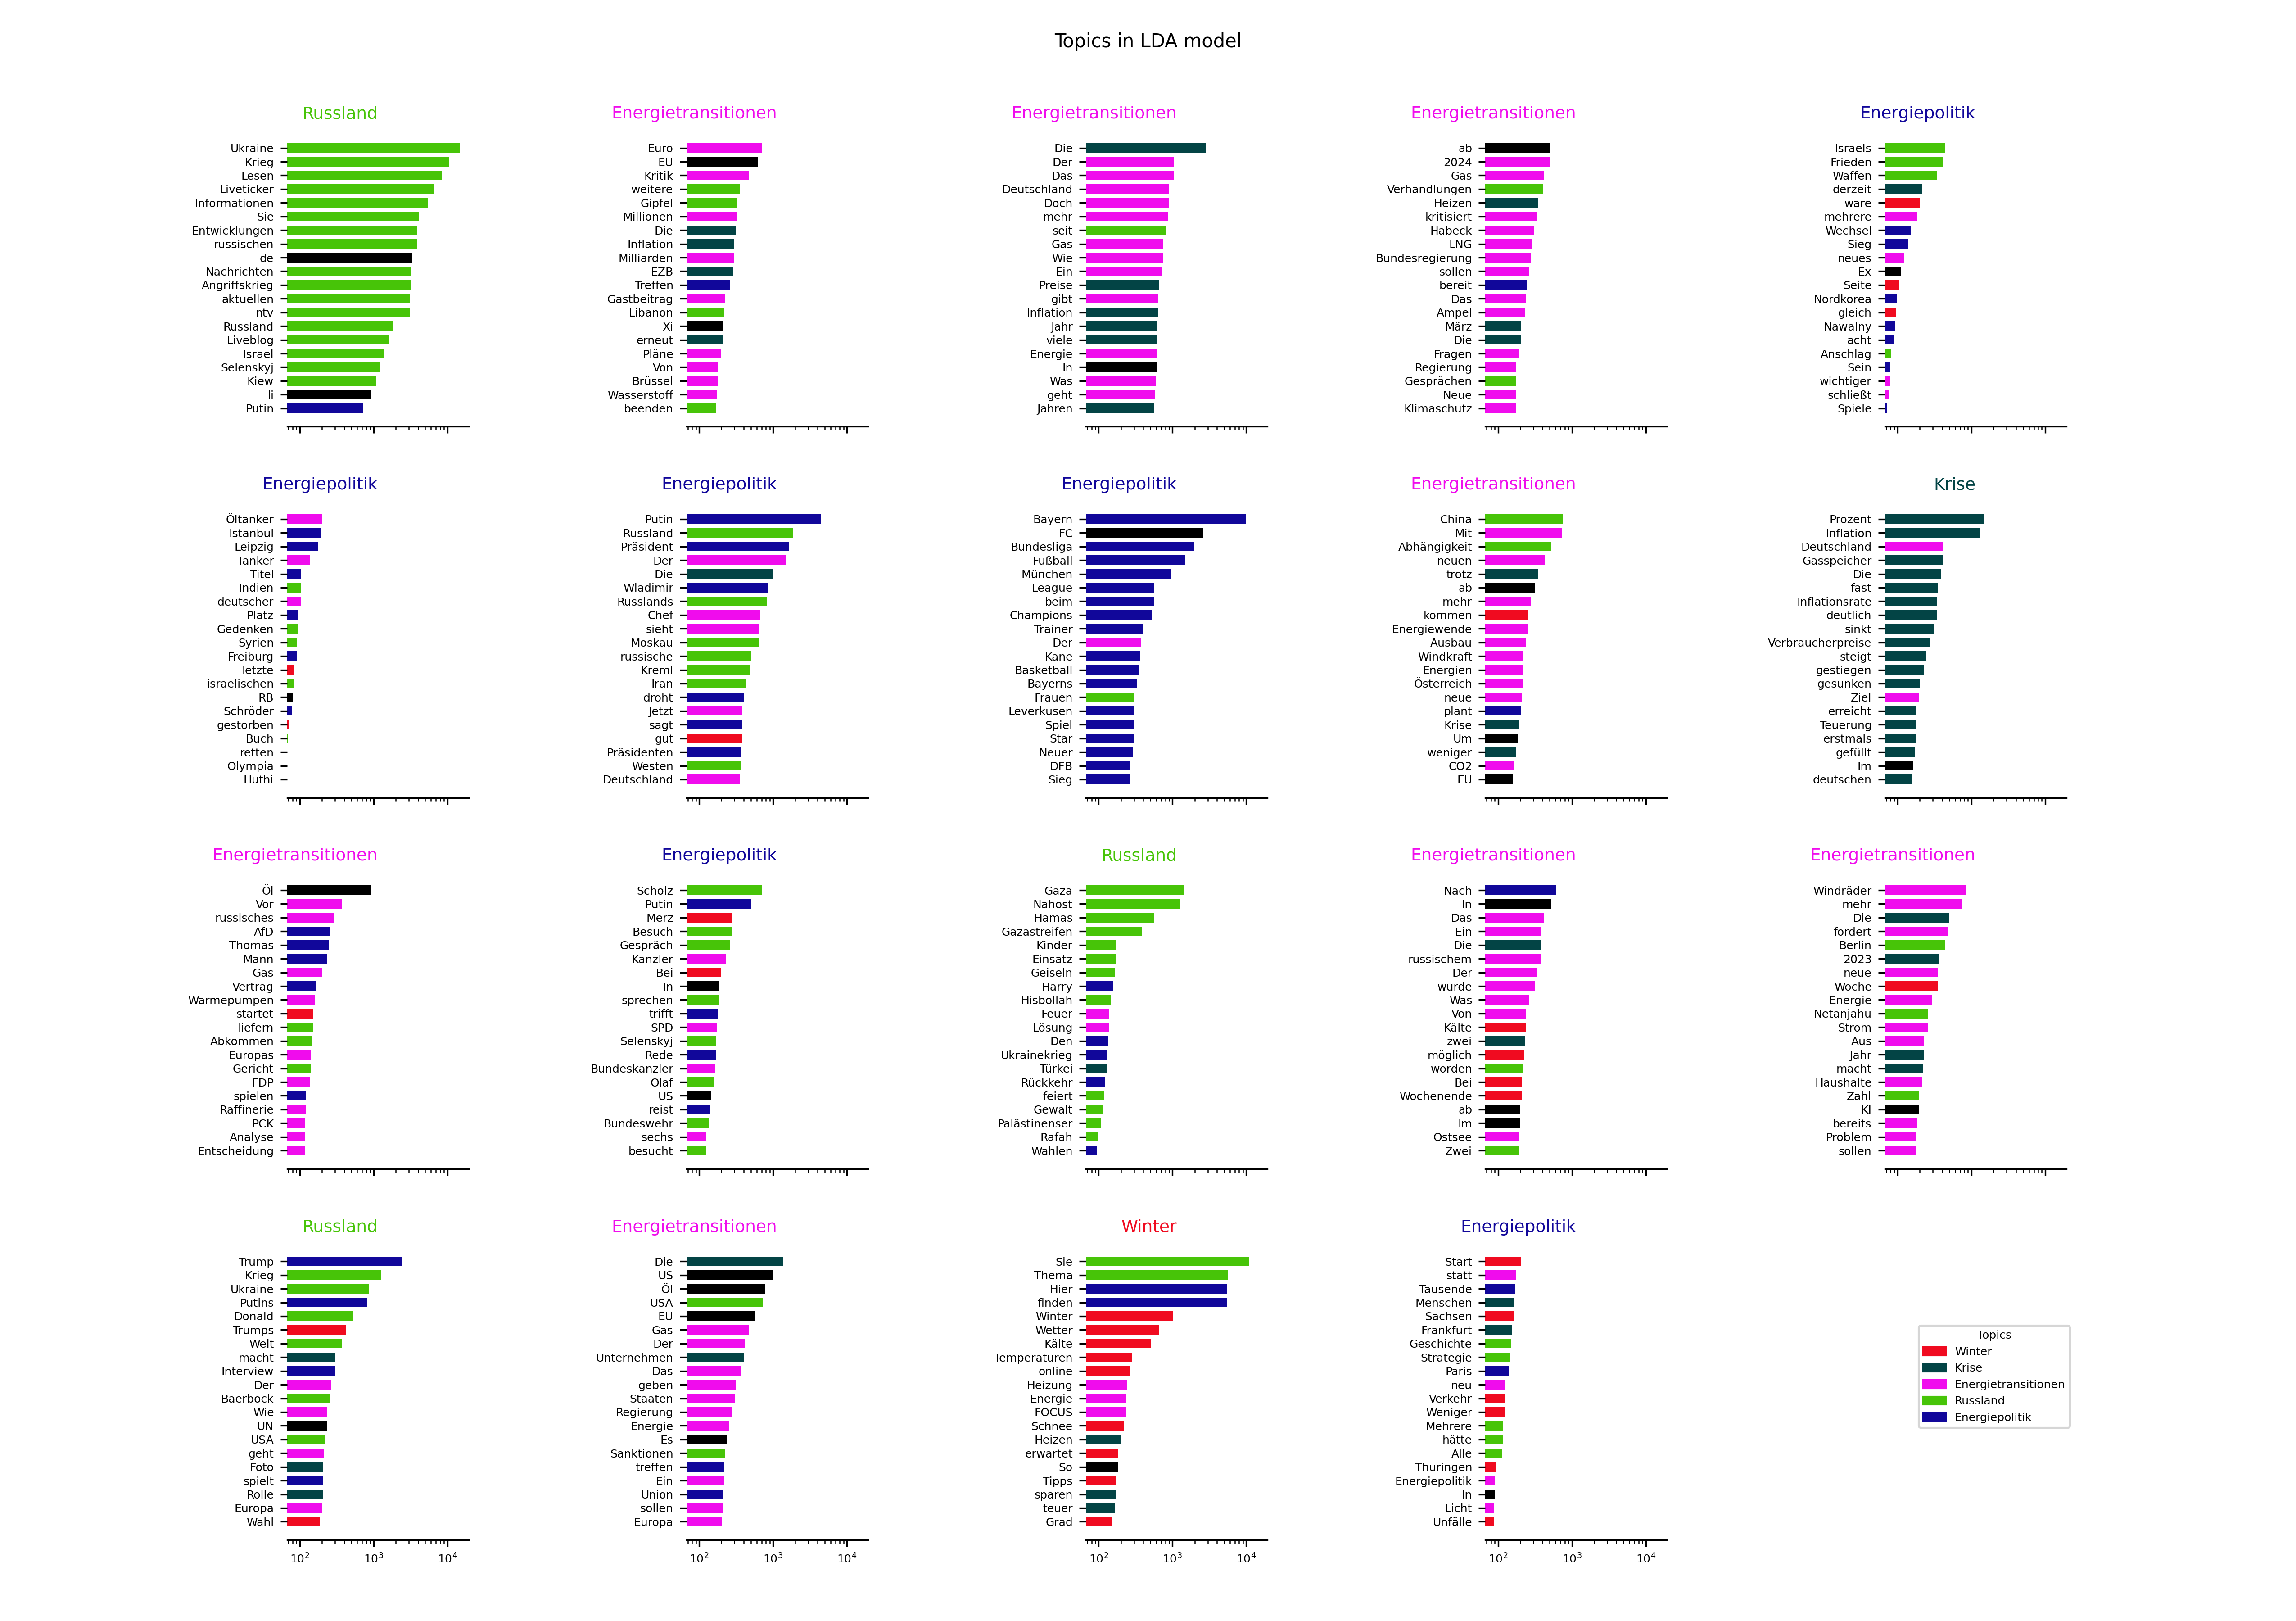 Topics in LDA model
Russland
Ukraine
Krieg
Lesen
Liveticker
Informationen
Sie
Entwicklungen
russischen
de
Nachrichten
Angriffskrieg
aktuellen
ntv
Russland
Liveblog
Israel
Selenskyj
Kiew
li
Putin
Energietransitionen
Euro
EU
Kritik
weitere
Gipfel
Millionen
Die
Inflation
Milliarden
EZB
Treffen
Gastbeitrag
Libanon
Xi
erneut
Pläne
Von
Brüssel
Wasserstoff
beenden
Energietransitionen
Die
Der
Das
Deutschland
Doch
mehr
seit
Gas
Wie
Ein
Preise
gibt
Inflation
Jahr
viele
Energie
In
Was
geht
Jahren
Energietransitionen
ab
2024
Gas
Verhandlungen
Heizen
kritisiert
Habeck
LNG
Bundesregierung
sollen
bereit
Das
Ampel
März
Die
Fragen
Regierung
Gesprächen
Neue
Klimaschutz
Energiepolitik
Israels
Frieden
Waffen
derzeit
wäre
mehrere
Wechsel
Sieg
neues
Ex
Seite
Nordkorea
gleich
Nawalny
acht
Anschlag
Sein
wichtiger
schließt
Spiele
Energiepolitik
Öltanker
Istanbul
Leipzig
Tanker
Titel
Indien
deutscher
Platz
Gedenken
Syrien
Freiburg
letzte
israelischen
RB
Schröder
gestorben
Buch
retten
Olympia
Huthi
Energiepolitik
Putin
Russland
Präsident
Der
Die
Wladimir
Russlands
Chef
sieht
Moskau
russische
Kreml
Iran
droht
Jetzt
sagt
gut
Präsidenten
Westen
Deutschland
Energiepolitik
Bayern
FC
Bundesliga
Fußball
München
League
beim
Champions
Trainer
Der
Kane
Basketball
Bayerns
Frauen
Leverkusen
Spiel
Star
Neuer
DFB
Sieg
Energietransitionen
China
Mit
Abhängigkeit
neuen
trotz
ab
mehr
kommen
Energiewende
Ausbau
Windkraft
Energien
Österreich
neue
plant
Krise
Um
weniger
CO2
EU
Krise
Prozent
Inflation
Deutschland
Gasspeicher
Die
fast
Inflationsrate
deutlich
sinkt
Verbraucherpreise
steigt
gestiegen
gesunken
Ziel
erreicht
Teuerung
erstmals
gefüllt
Im
deutschen
Energietransitionen
Öl
Vor
russisches
AfD
Thomas
Mann
Gas
Vertrag
Wärmepumpen
startet
liefern
Abkommen
Europas
Gericht
FDP
spielen
Raffinerie
PCK
Analyse
Entscheidung
Energiepolitik
Scholz
Putin
Merz
Besuch
Gespräch
Kanzler
Bei
In
sprechen
trifft
SPD
Selenskyj
Rede
Bundeskanzler
Olaf
US
reist
Bundeswehr
sechs
besucht
Russland
Gaza
Nahost
Hamas
Gazastreifen
Kinder
Einsatz
Geiseln
Harry
Hisbollah
Feuer
Lösung
Den
Ukrainekrieg
Türkei
Rückkehr
feiert
Gewalt
Palästinenser
Rafah
Wahlen
Energietransitionen
Nach
In
Das
Ein
Die
russischem
Der
wurde
Was
Von
Kälte
zwei
möglich
worden
Bei
Wochenende
ab
Im
Ostsee
Zwei
Energietransitionen
Windräder
mehr
Die
fordert
Berlin
2023
neue
Woche
Energie
Netanjahu
Strom
Aus
Jahr
macht
Haushalte
Zahl
KI
bereits
Problem
sollen
Russland
Trump
Krieg
Ukraine
Putins
Donald
Trumps
Welt
macht
Interview
Der
Baerbock
Wie
UN
USA
geht
Foto
spielt
Rolle
Europa
Wahl
10² 10³ 10⁴
Energietransitionen
Die
US
Öl
USA
EU
Gas
Der
Unternehmen
Das
geben
Staaten
Regierung
Energie
Es
Sanktionen
treffen
Ein
Union
sollen
Europa
10² 10³ 10⁴
Winter
Sie
Thema
Hier
finden
Winter
Wetter
Kälte
Temperaturen
online
Heizung
Energie
FOCUS
Schnee
Heizen
erwartet
So
Tipps
sparen
teuer
Grad
10² 10³ 10⁴
Energiepolitik
Start
statt
Tausende
Menschen
Sachsen
Frankfurt
Geschichte
Strategie
Paris
neu
Verkehr
Weniger
Mehrere
hätte
Alle
Thüringen
Energiepolitik
In
Licht
Unfälle
10² 10³ 10⁴
Topics
Winter
Krise
Energietransitionen
Russland
Energiepolitik